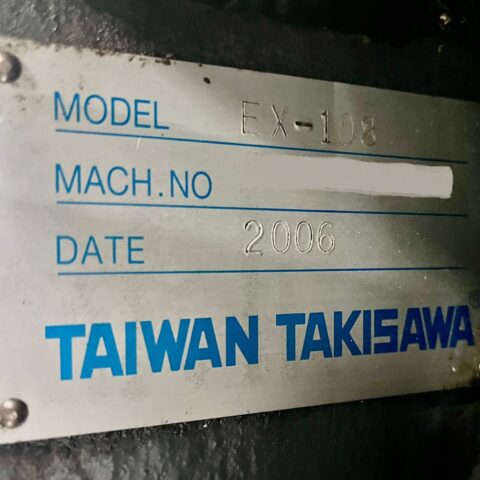 MODEL EX-108
MACH.NO
DATE 2006
TAIWAN TAKISAWA